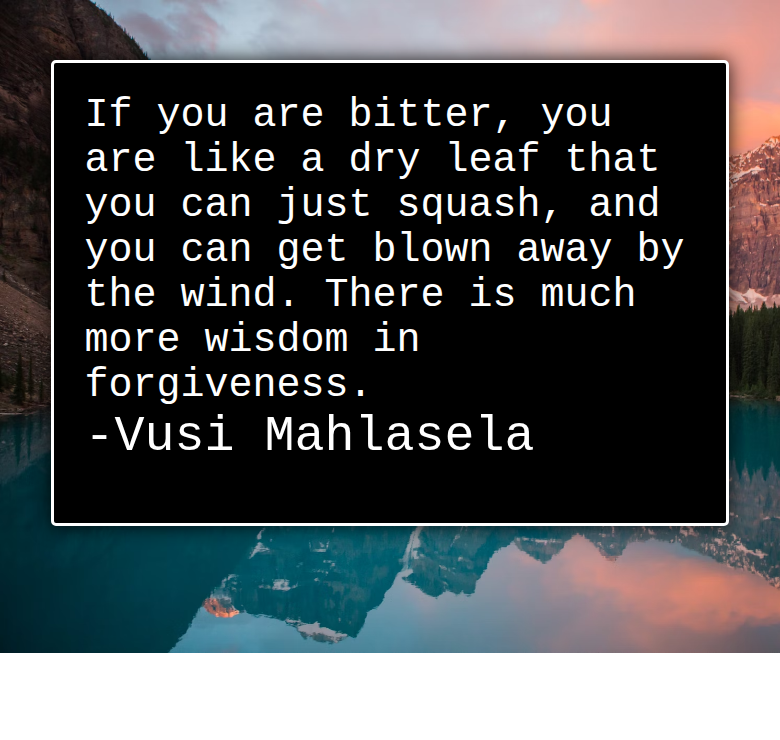 If you are bitter, you
are like a dry leaf that
you can just squash, and
you can get blown away by
the wind. There is much
more wisdom in
forgiveness.
-Vusi Mahlasela